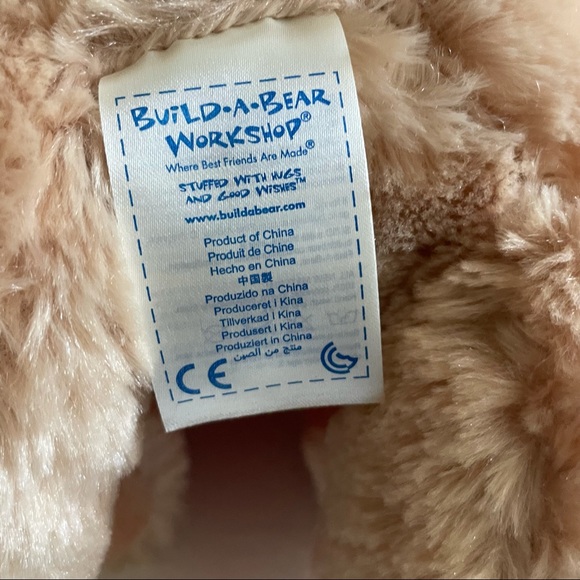 BUILD-A-BEAR
WORKSHOP®
Where Best Friends Are Made®
STUFFED WITH HUGS
AND GOOD WISHES™
www.buildabear.com
Product of China
Produit de Chine
Hecho en China
中国製
Produzido na China
Produceret i Kina
Tillverkad i Kina
Produsert i Kina
Produziert in China
منتج من الصين
CE